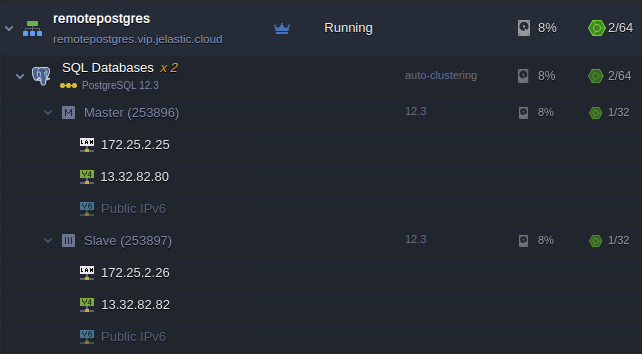 remotepostgres Running 8% 2/64
remotepostgres.vip.jelastic.cloud
SQL Databases x 2 auto-clustering 8% 2/64
PostgreSQL 12.3
M Master (253896) 12.3 8% 1/32
LAN 172.25.2.25
V4 13.32.82.80
V6 Public IPv6
Slave (253897) 12.3 8% 1/32
LAN 172.25.2.26
V4 13.32.82.82
V6 Public IPv6